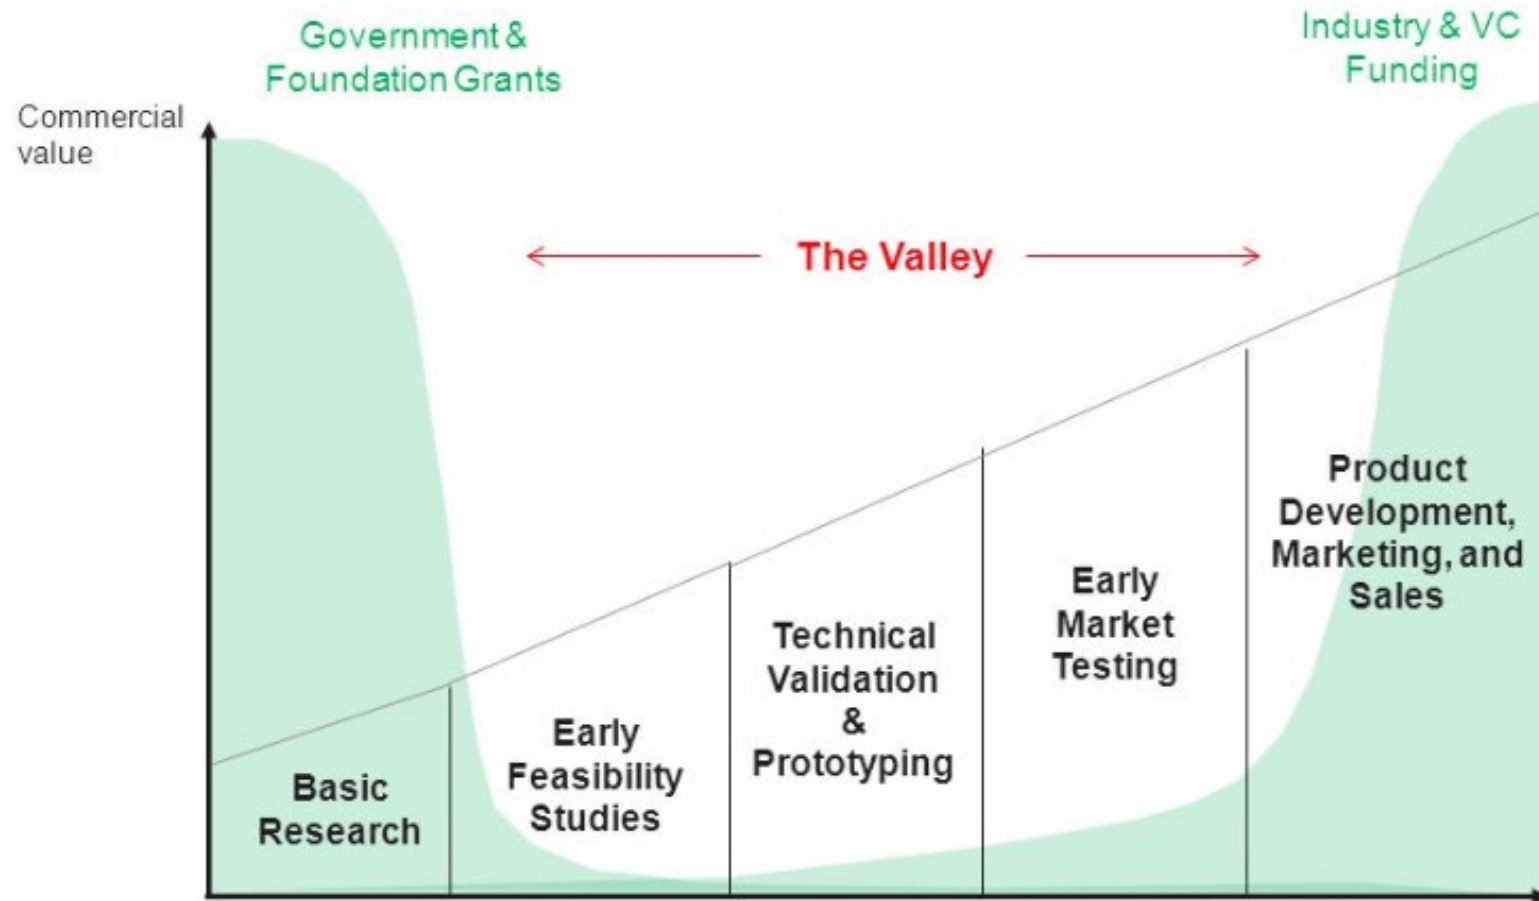 Government &
Foundation Grants
Industry & VC
Funding
Commercial
value
The Valley
Basic
Research
Early
Feasibility
Studies
Technical
Validation
&
Prototyping
Early
Market
Testing
Product
Development,
Marketing, and
Sales